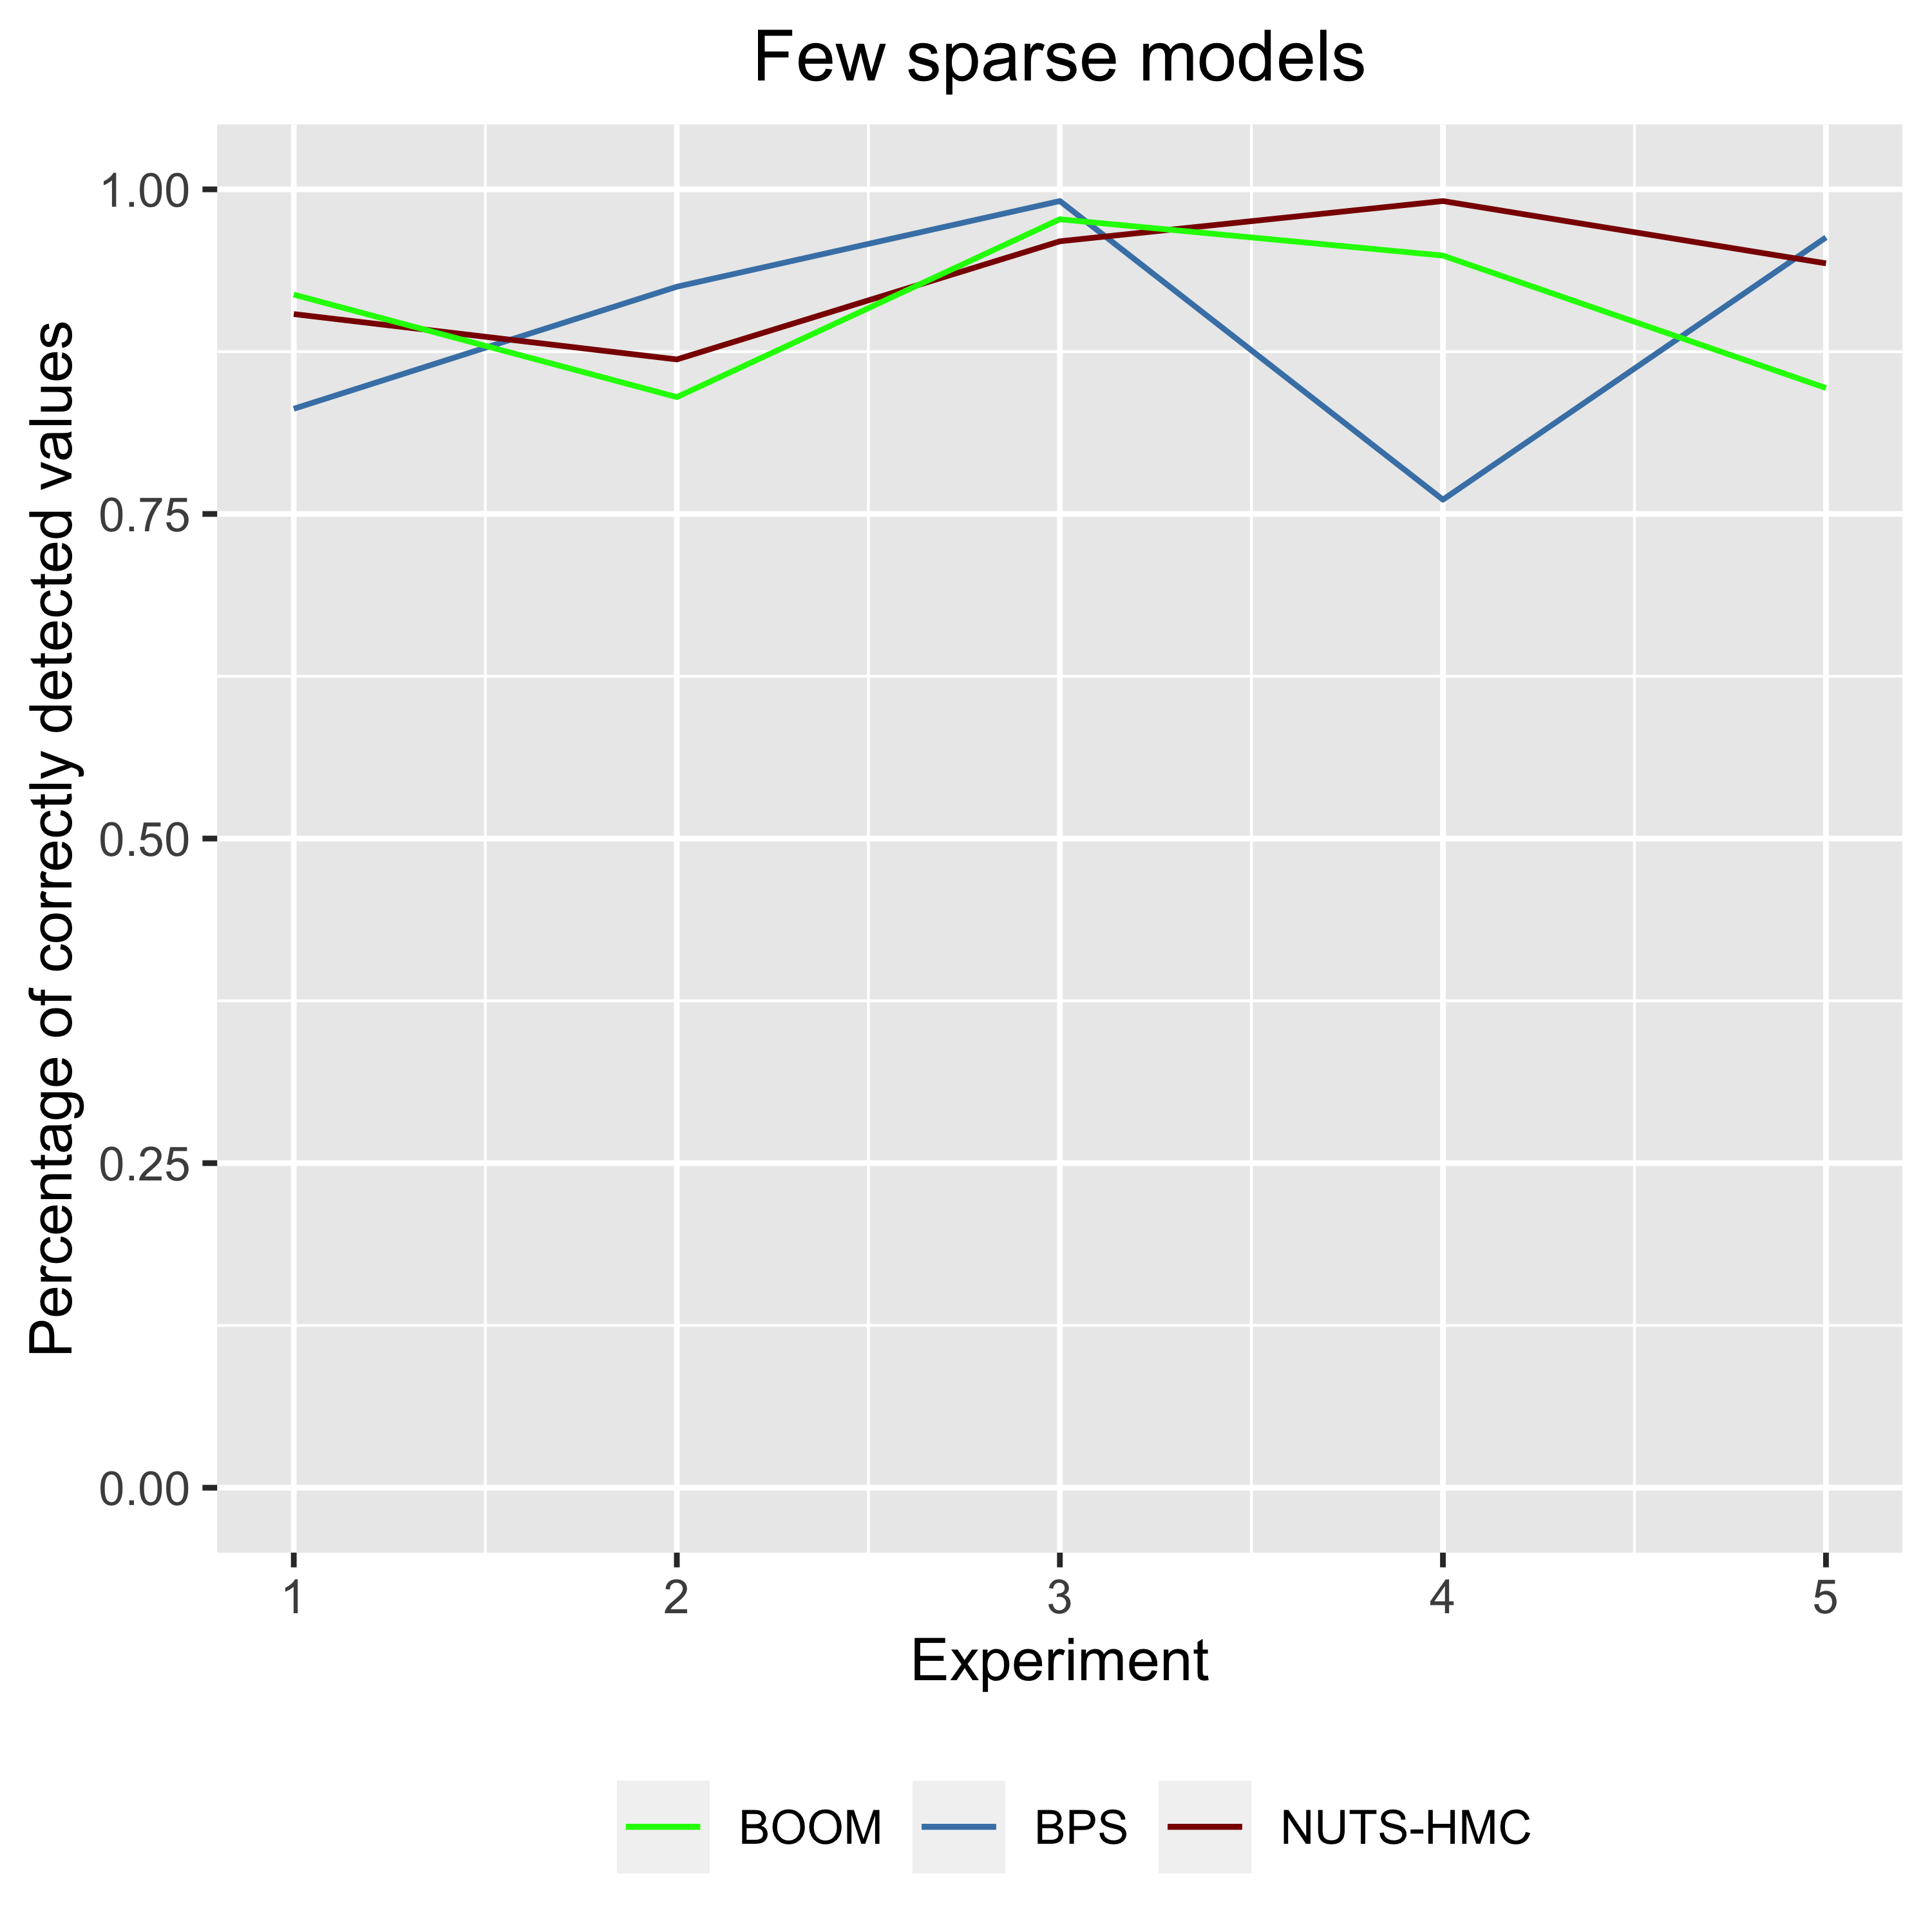 Few sparse models
Percentage of correctly detected values
1.00
0.75
0.50
0.25
0.00
1 2 3 4 5
Experiment
BOOM BPS NUTS-HMC